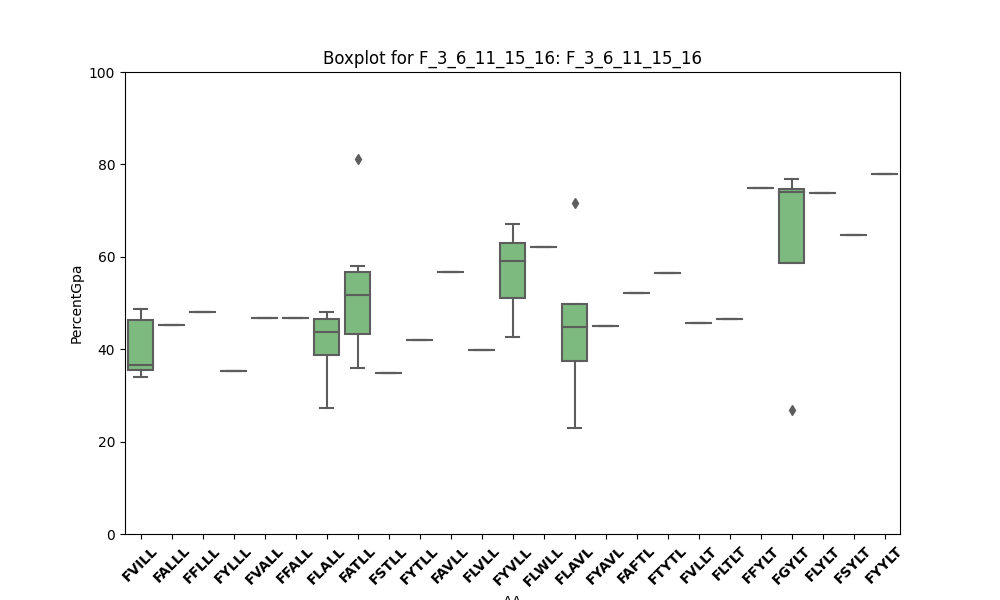 Boxplot for F_3_6_11_15_16: F_3_6_11_15_16
100
80
60
40
20
0
PercentGpa
FVILL FALLL FFLLL FYLLL FVALL FFALL FLALL FATLL FSTLL FYTLL FAVLL FLVLL FYVLL FLWLL FLAVL FYAVL FAFTL FTYTL FVLLT FLTLT FFYLT FGYLT FLYLT FSYLT FYYLT